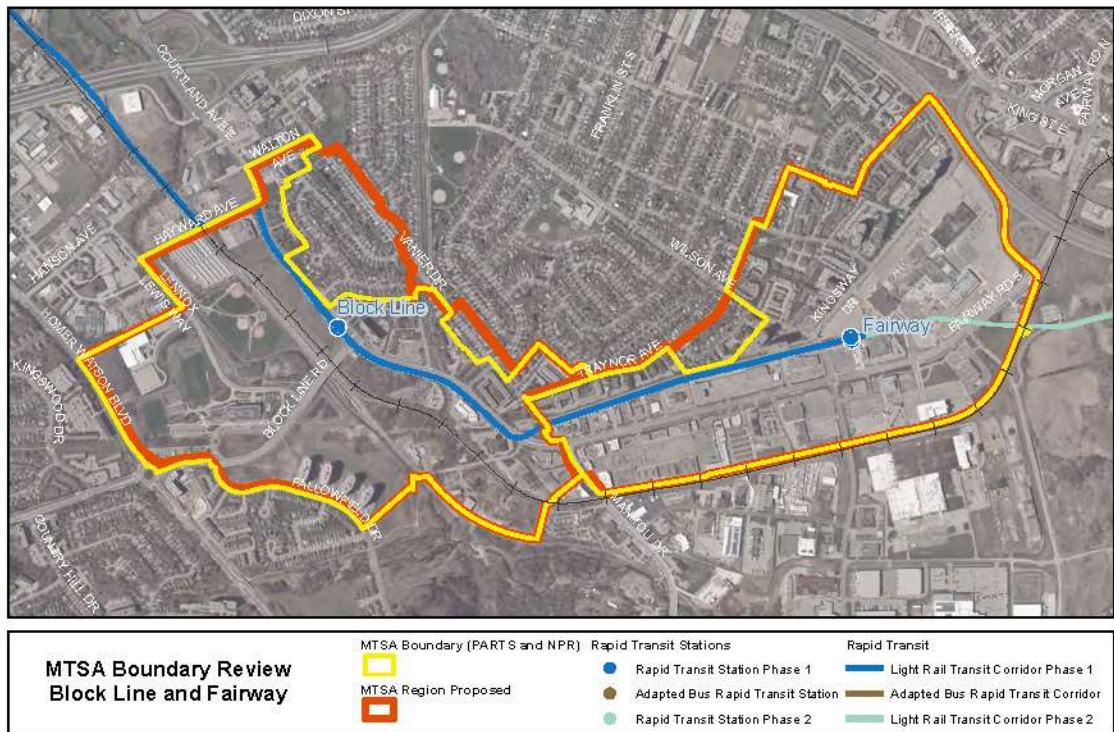 DIXON ST
COURTLAND AVE E
FRANKLIN ST S
MORGAN AVE
KING ST E
FAIRWAY RD N
WALTON AVE
HAYWARD AVE
HANSON AVE
LENNOX LEWIS WAY
VANIER DR
WILSON AVE
KINGSWAY DR
Block Line
Fairway
FAIRWAY RD S
HOMER WATSON BLVD
KINGSWOOD DR
BLOCK LINE RD
TRAYNOR AVE
FALLOWFIELD DR
MANITOU DR
COUNTRY HILL DR
MTSA Boundary Review
Block Line and Fairway
MTSA Boundary (PARTS and NPR)
MTSA Region Proposed
Rapid Transit Stations
Rapid Transit Station Phase 1
Adapted Bus Rapid Transit Station
Rapid Transit Station Phase 2
Rapid Transit
Light Rail Transit Corridor Phase 1
Adapted Bus Rapid Transit Corridor
Light Rail Transit Corridor Phase 2